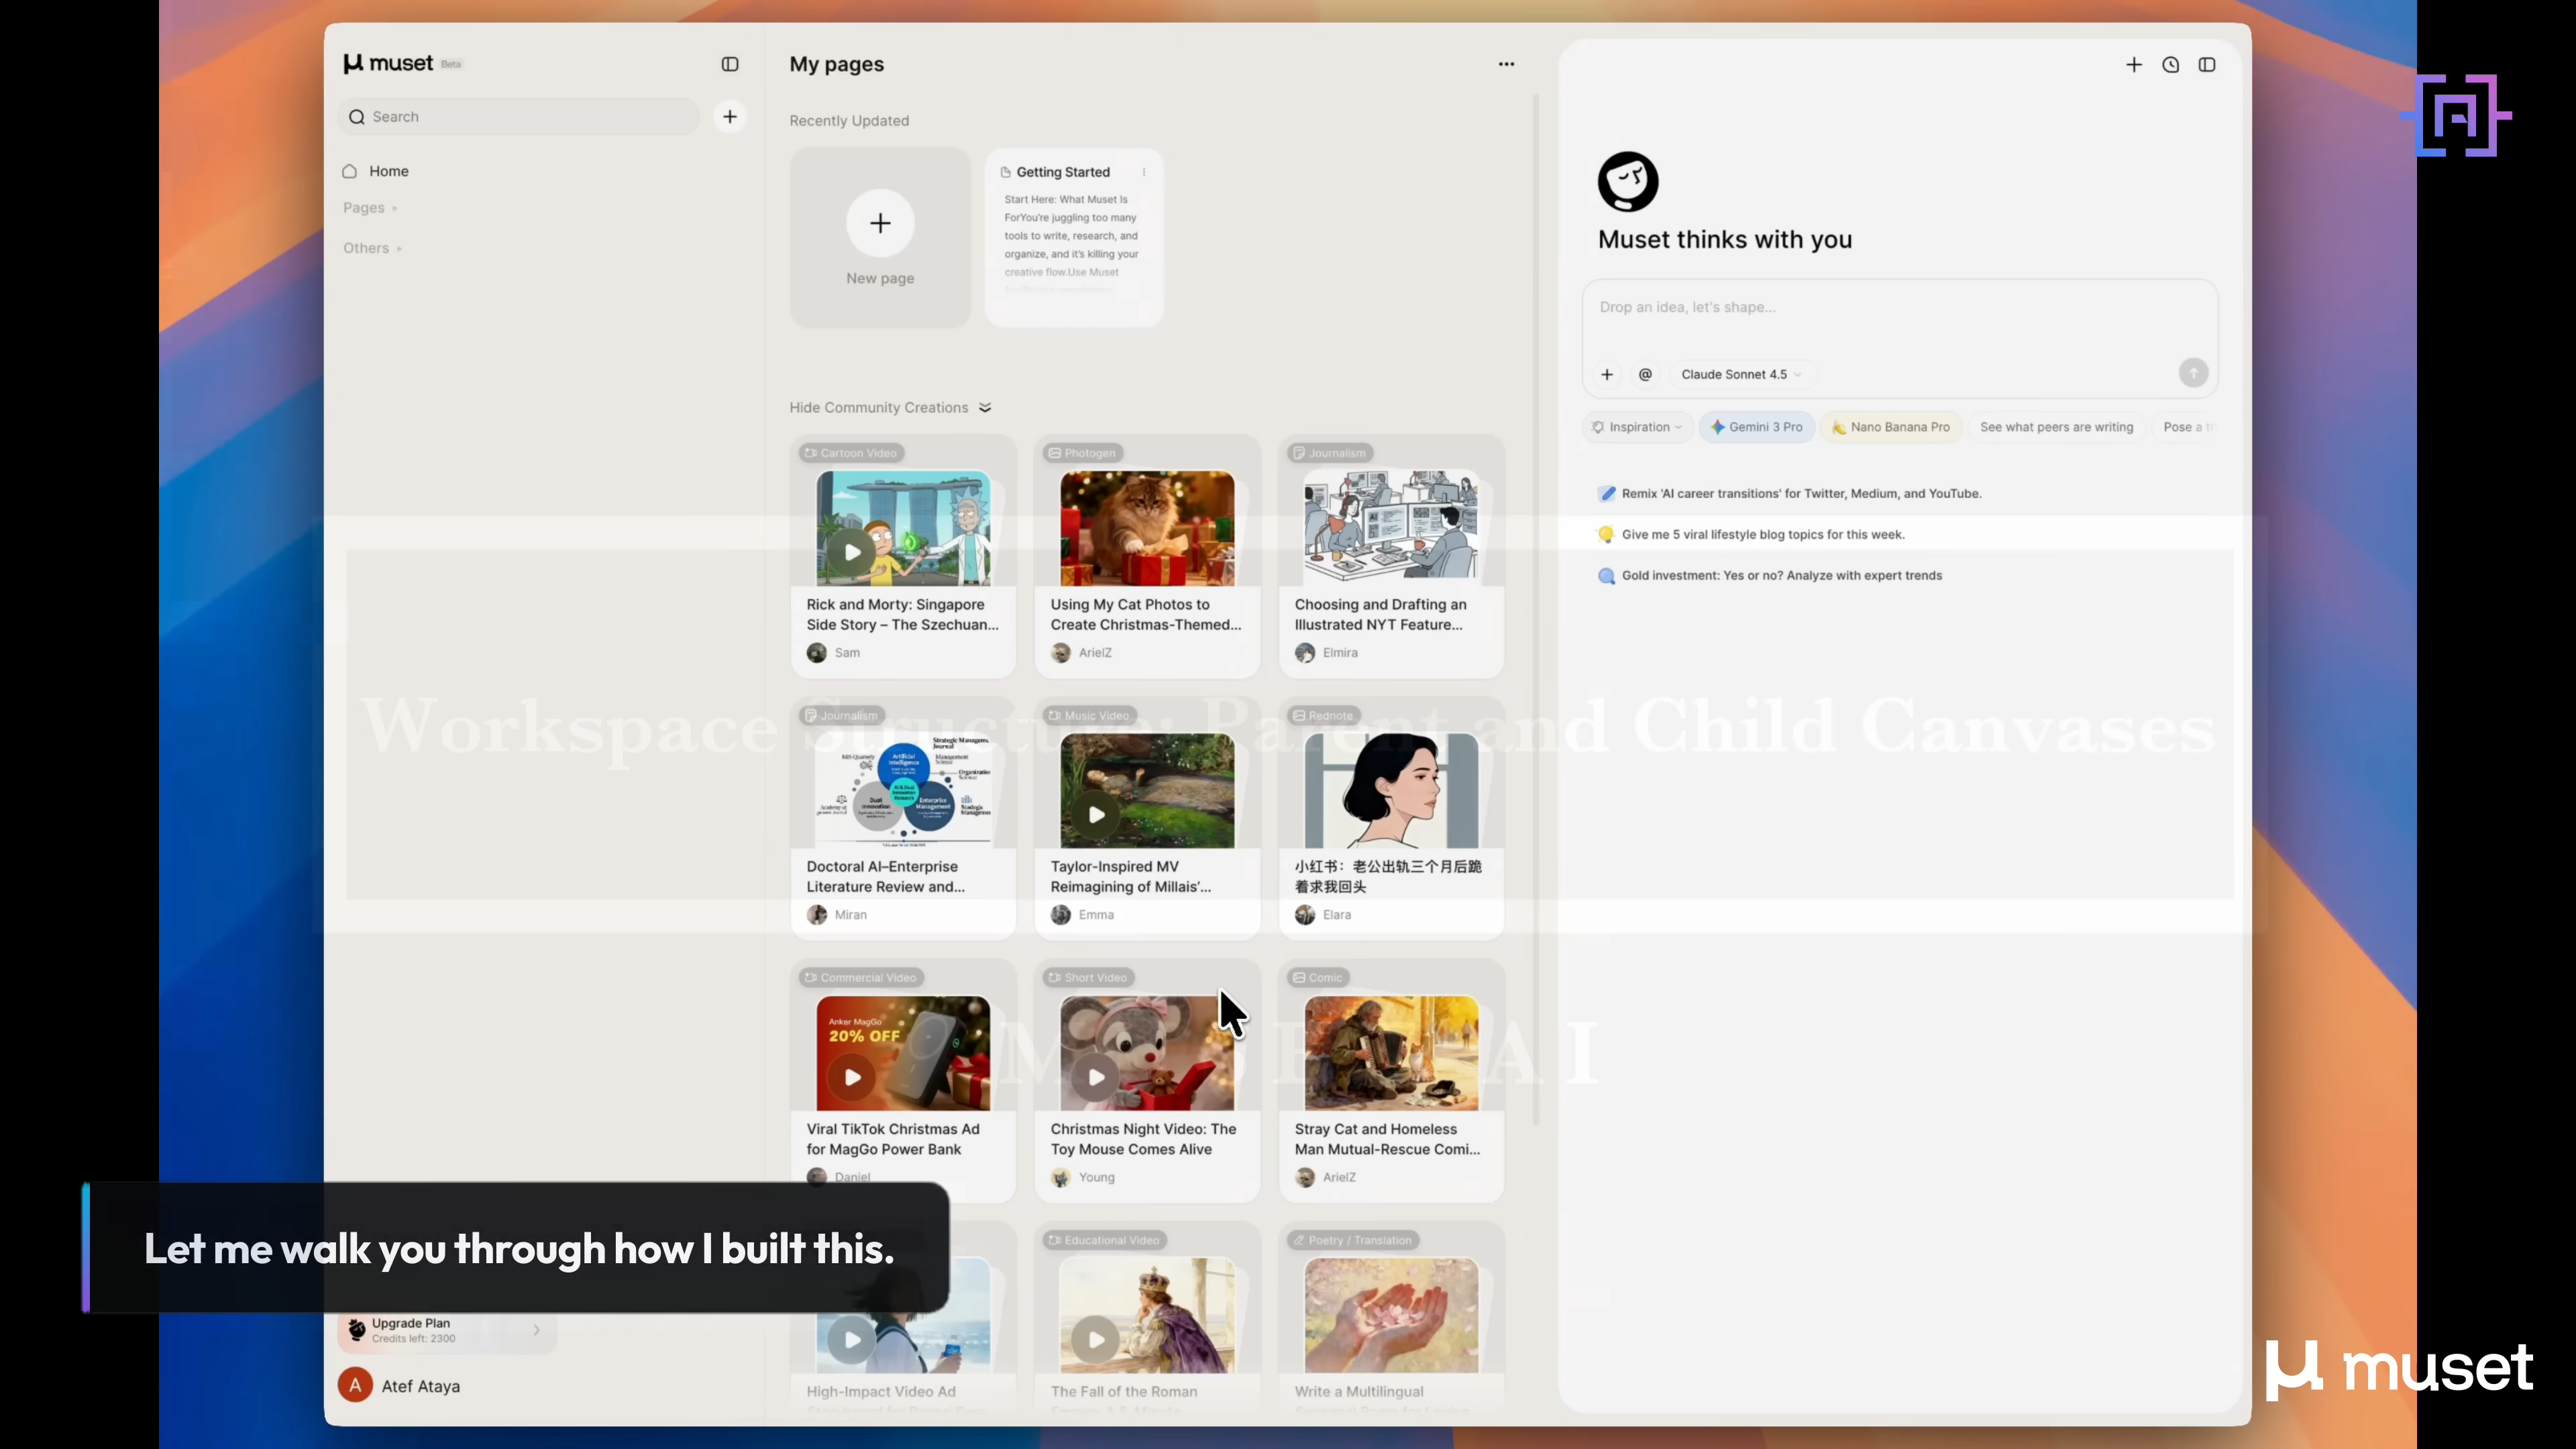 muset Beta
Search
Home
Pages
Others
Upgrade Plan
Credits left: 2300
A
Atef Ataya
My pages
Recently Updated
New page
Getting Started
Start Here: What Muset Is
ForYou're juggling too many
tools to write, research, and
organize, and it's killing your
creative flow.Use Muset
Hide Community Creations
Cartoon Video
Rick and Morty: Singapore
Side Story – The Szechuan...
Sam
Photogen
Using My Cat Photos to
Create Christmas-Themed...
ArielZ
Journalism
Choosing and Drafting an
Illustrated NYT Feature...
Elmira
Journalism
Doctoral AI–Enterprise
Literature Review and...
Miran
Music Video
Taylor-Inspired MV
Reimagining of Millais'...
Emma
Rednote
小红书：老公出轨三个月后跪
着求我回头
Elara
Commercial Video
Anker MagGo
20% OFF
Viral TikTok Christmas Ad
for MagGo Power Bank
Daniel
Short Video
Christmas Night Video: The
Toy Mouse Comes Alive
Young
Comic
Stray Cat and Homeless
Man Mutual-Rescue Comi...
ArielZ
High-Impact Video Ad
Educational Video
The Fall of the Roman
Poetry / Translation
Write a Multilingual
Muset thinks with you
Drop an idea, let's shape...
@
Claude Sonnet 4.5
Inspiration
Gemini 3 Pro
Nano Banana Pro
See what peers are writing
Pose a
Remix 'AI career transitions' for Twitter, Medium, and YouTube.
Give me 5 viral lifestyle blog topics for this week.
Gold investment: Yes or no? Analyze with expert trends
Workspace Structure: Parent and Child Canvases
AI
Let me walk you through how I built this.
muset